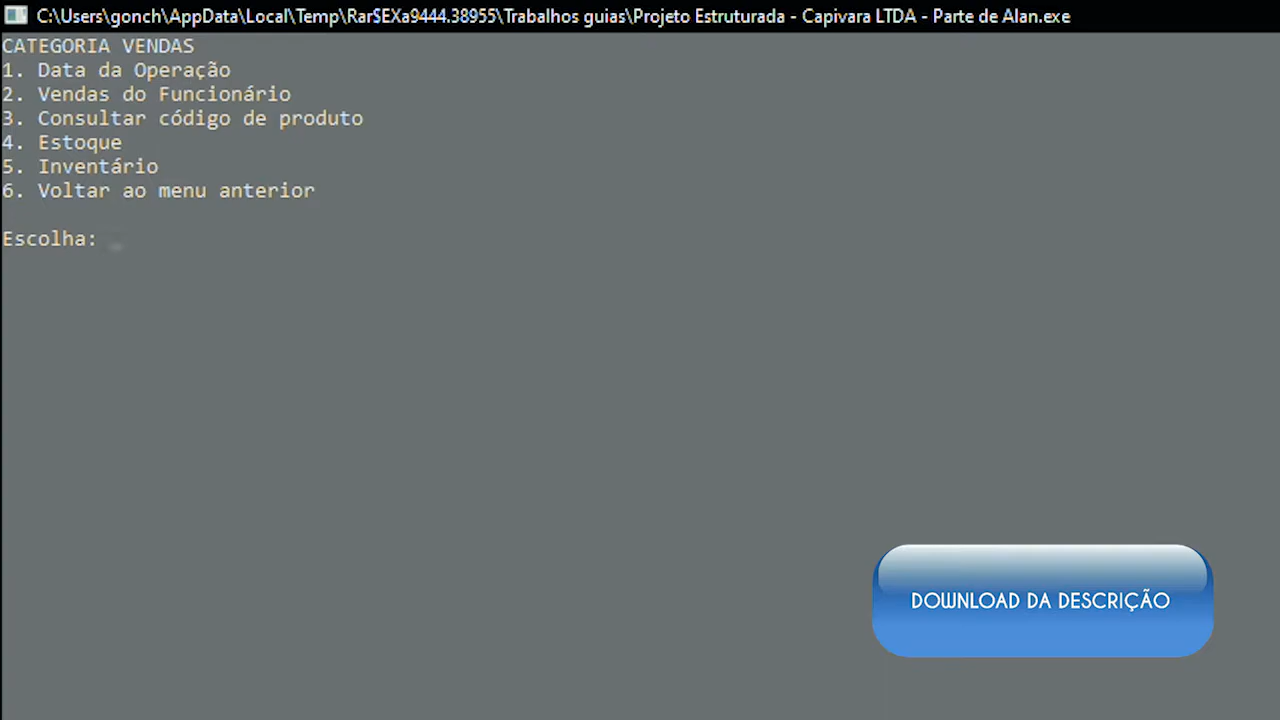 C:\Users\gonch\AppData\Local\Temp\Rar$EXa9444.38955\Trabalhos guias\Projeto Estruturada - Capivara LTDA - Parte de Alan.exe
CATEGORIA VENDAS
1. Data da Operação
2. Vendas do Funcionário
3. Consultar código de produto
4. Estoque
5. Inventário
6. Voltar ao menu anterior
Escolha: _
DOWNLOAD DA DESCRIÇÃO